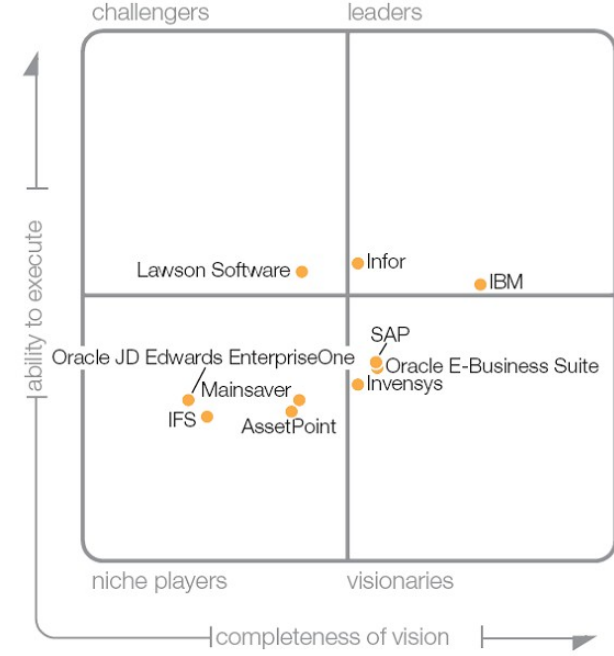 challengers
leaders
ability to execute
Infor
Lawson Software
IBM
SAP
Oracle JD Edwards EnterpriseOne
Oracle E-Business Suite
Invensys
Mainsaver
IFS
AssetPoint
niche players
visionaries
completeness of vision